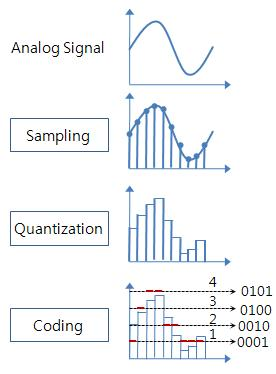 Analog Signal
Sampling
Quantization
Coding
4 0101
3 0100
2 0010
1 0001